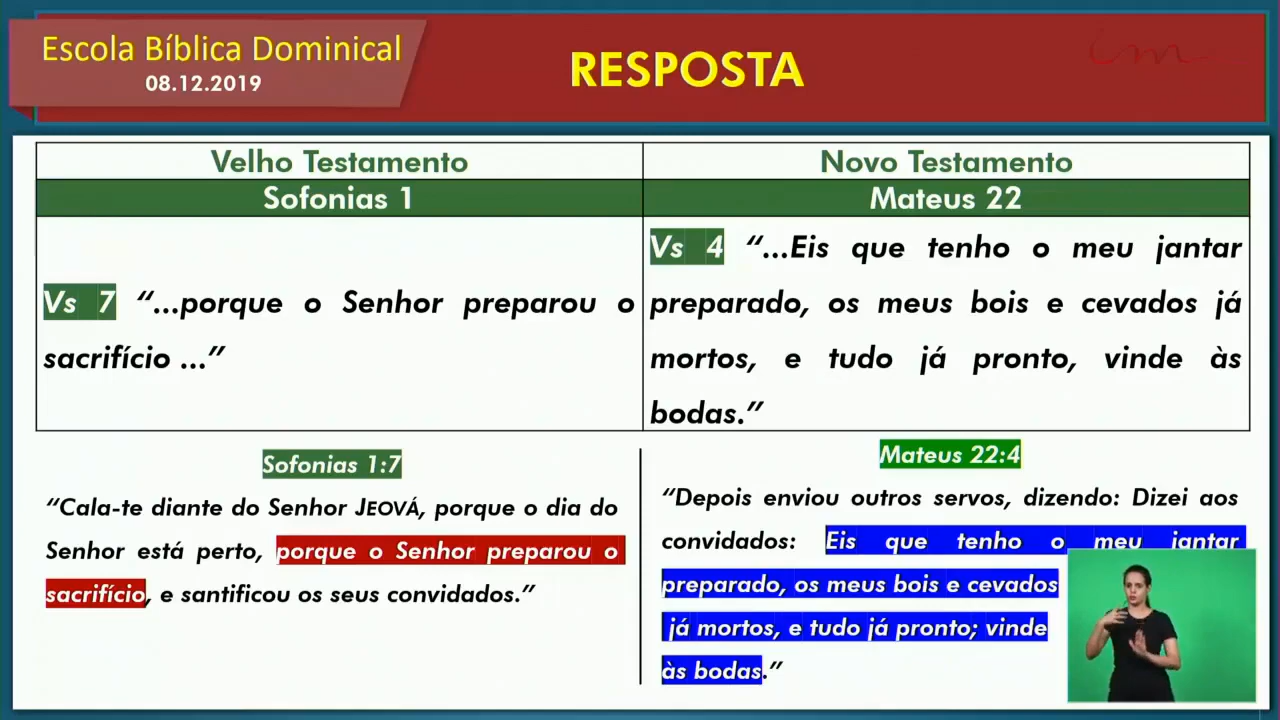 Escola Bíblica Dominical
08.12.2019
RESPOSTA
Velho Testamento
Novo Testamento
Sofonias 1
Mateus 22
Vs 7 “...porque o Senhor preparou o
sacrifício ...”
Vs 4 “...Eis que tenho o meu jantar
preparado, os meus bois e cevados já
mortos, e tudo já pronto, vinde às
bodas.”
Sofonias 1:7
“Cala-te diante do Senhor JEOVÁ, porque o dia do
Senhor está perto, porque o Senhor preparou o
sacrifício, e santificou os seus convidados.”
Mateus 22:4
“Depois enviou outros servos, dizendo: Dizei aos
convidados: Eis que tenho o meu jantar
preparado, os meus bois e cevados
já mortos, e tudo já pronto; vinde
às bodas.”